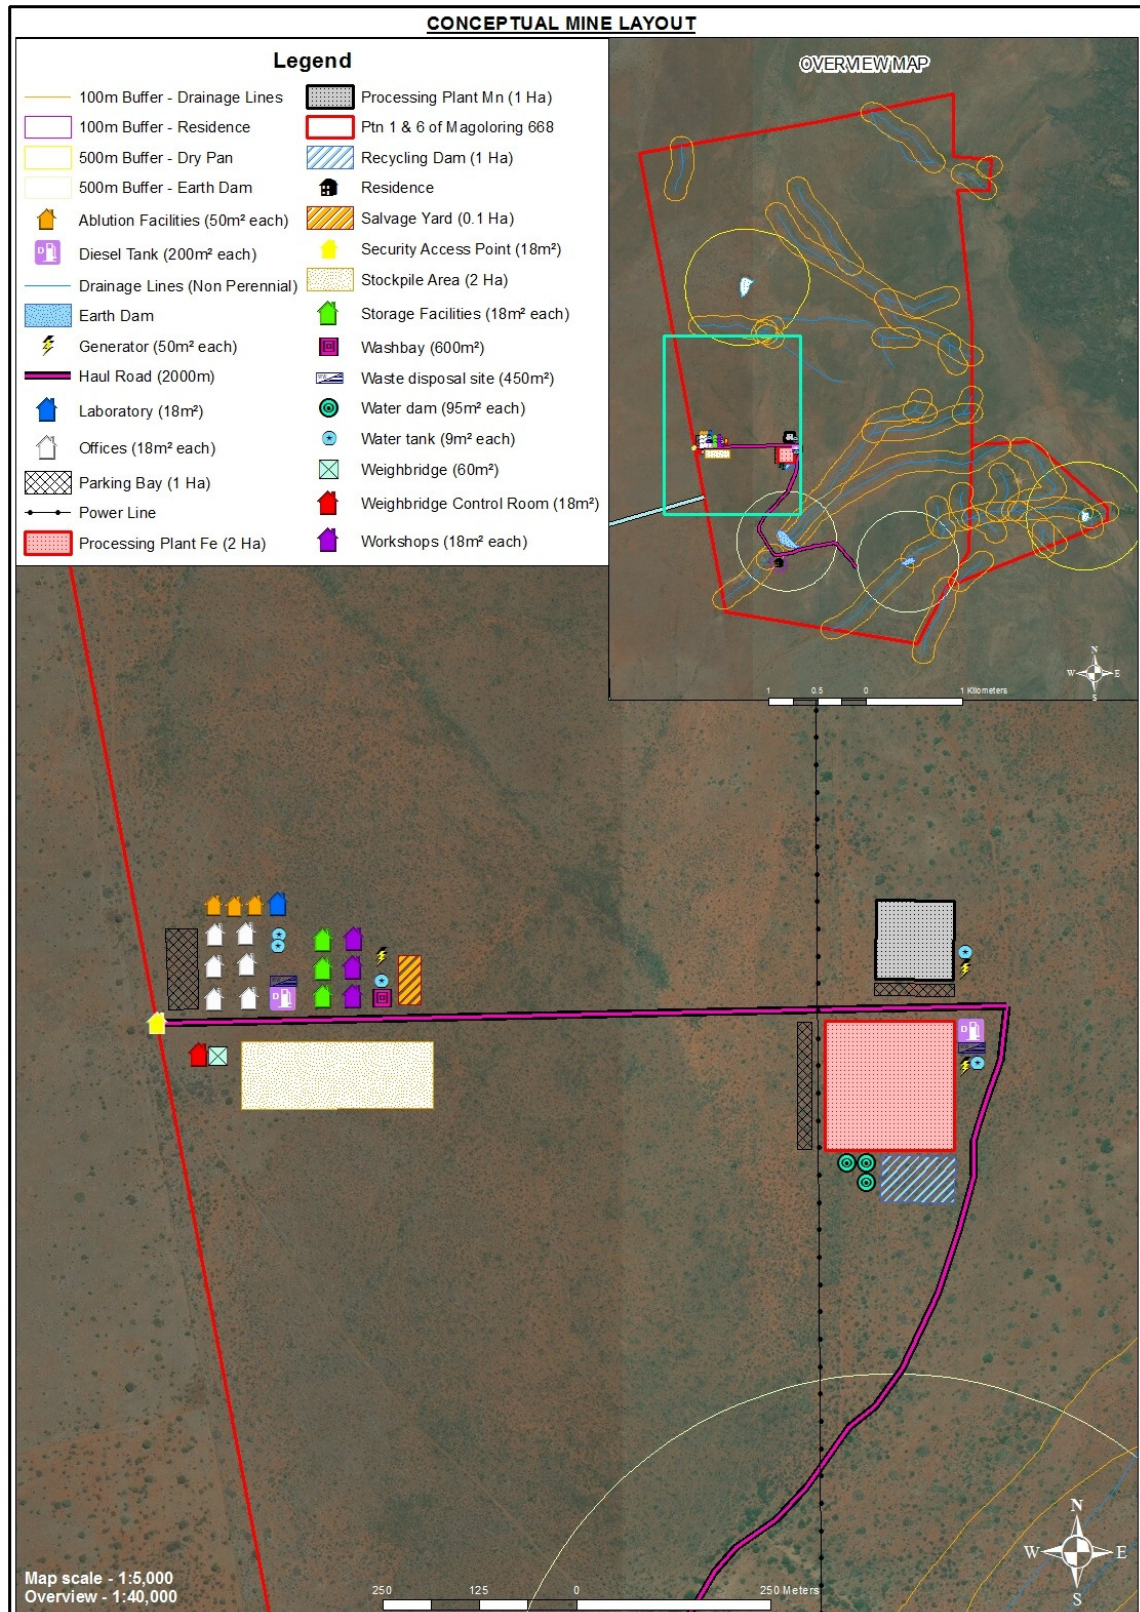 CONCEPTUAL MINE LAYOUT
Legend
100m Buffer - Drainage Lines
100m Buffer - Residence
500m Buffer - Dry Pan
500m Buffer - Earth Dam
Ablution Facilities (50m² each)
D
Diesel Tank (200m² each)
Drainage Lines (Non Perennial)
Earth Dam
Generator (50m² each)
Haul Road (2000m)
Laboratory (18m²)
Offices (18m² each)
Parking Bay (1 Ha)
Power Line
Processing Plant Fe (2 Ha)
Processing Plant Mn (1 Ha)
Ptn 1 & 6 of Magoloring 668
Recycling Dam (1 Ha)
Residence
Salvage Yard (0.1 Ha)
Security Access Point (18m²)
Stockpile Area (2 Ha)
Storage Facilities (18m² each)
Washbay (600m²)
Waste disposal site (450m²)
Water dam (95m² each)
Water tank (9m² each)
Weighbridge (60m²)
Weighbridge Control Room (18m²)
Workshops (18m² each)
OVERVIEW MAP
N
W E
S
1 0.5 0 1 Kilometers
D
D
N
W E
S
Map scale - 1:5,000
Overview - 1:40,000
250 125 0 250 Meters